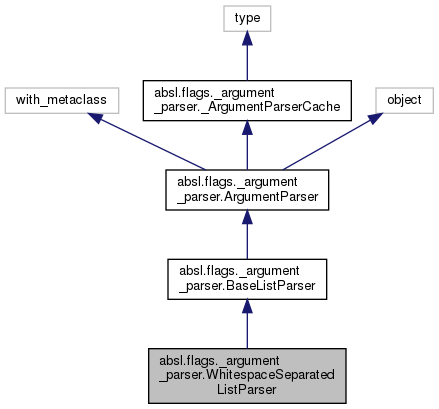 type
absl.flags._argument
_parser._ArgumentParserCache
with_metaclass
object
absl.flags._argument
_parser.ArgumentParser
absl.flags._argument
_parser.BaseListParser
absl.flags._argument
_parser.WhitespaceSeparated
ListParser